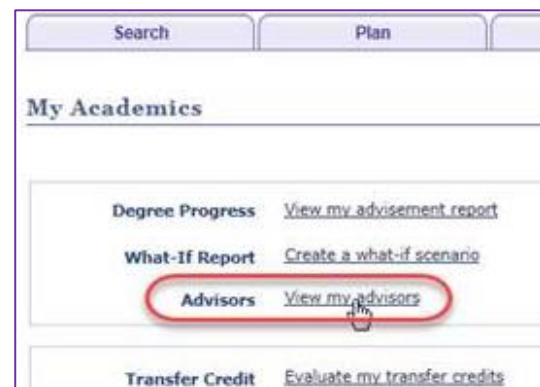 Search Plan
My Academics
Degree Progress View my advisement report
What-If Report Create a what-if scenario
Advisors View my advisors
Transfer Credit Evaluate my transfer credits